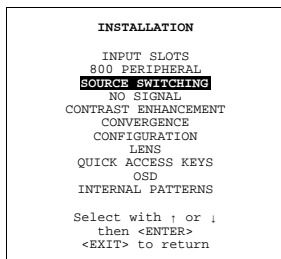 INSTALLATION
INPUT SLOTS
800 PERIPHERAL
SOURCE SWITCHING
NO SIGNAL
CONTRAST ENHANCEMENT
CONVERGENCE
CONFIGURATION
LENS
QUICK ACCESS KEYS
OSD
INTERNAL PATTERNS
Select with ↑ or ↓
then <ENTER>
<EXIT> to return